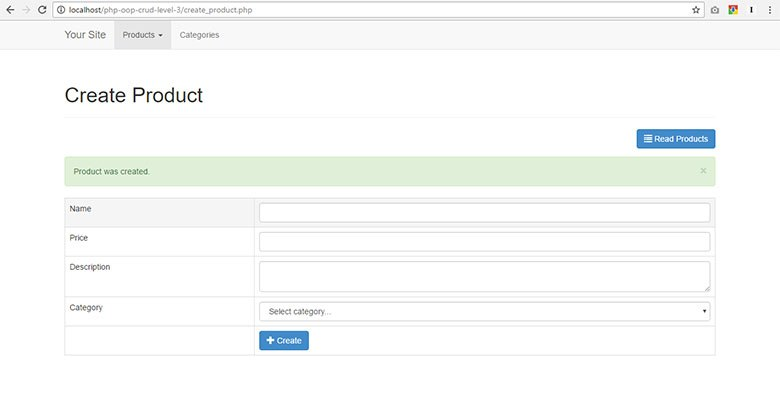 localhost/php-oop-crud-level-3/create_product.php
Your Site Products Categories
Create Product
Read Products
Product was created. ×
Name
Price
Description
Category Select category...
Create